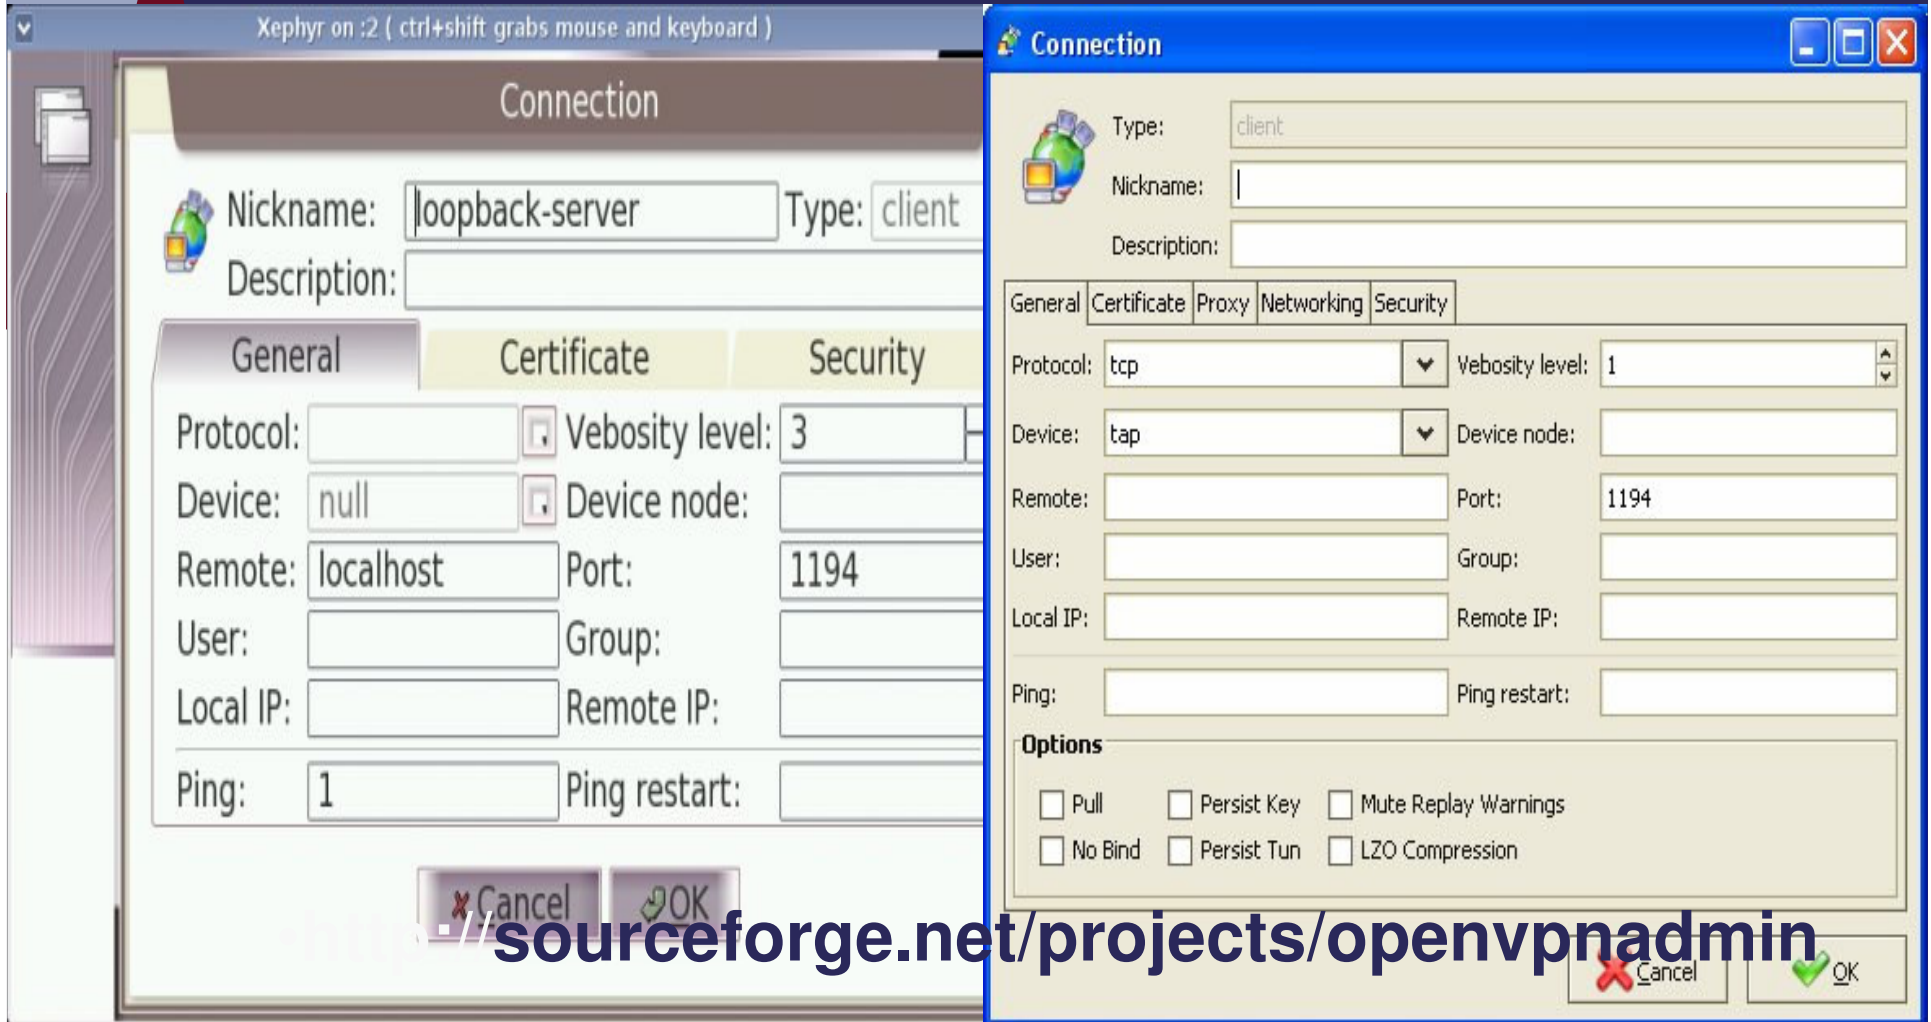 Xephyr on :2 ( ctrl+shift grabs mouse and keyboard )
Connection
Nickname: loopback-server Type: client
Description:
General Certificate Security
Protocol: Vebosity level: 3
Device: null Device node:
Remote: localhost Port: 1194
User: Group:
Local IP: Remote IP:
Ping: 1 Ping restart:
Cancel OK
Connection
Type: client
Nickname:
Description:
General Certificate Proxy Networking Security
Protocol: tcp Vebosity level: 1
Device: tap Device node:
Remote: Port: 1194
User: Group:
Local IP: Remote IP:
Ping: Ping restart:
Options
Pull Persist Key Mute Replay Warnings
No Bind Persist Tun LZO Compression
Cancel OK
http://sourceforge.net/projects/openvpnadmin